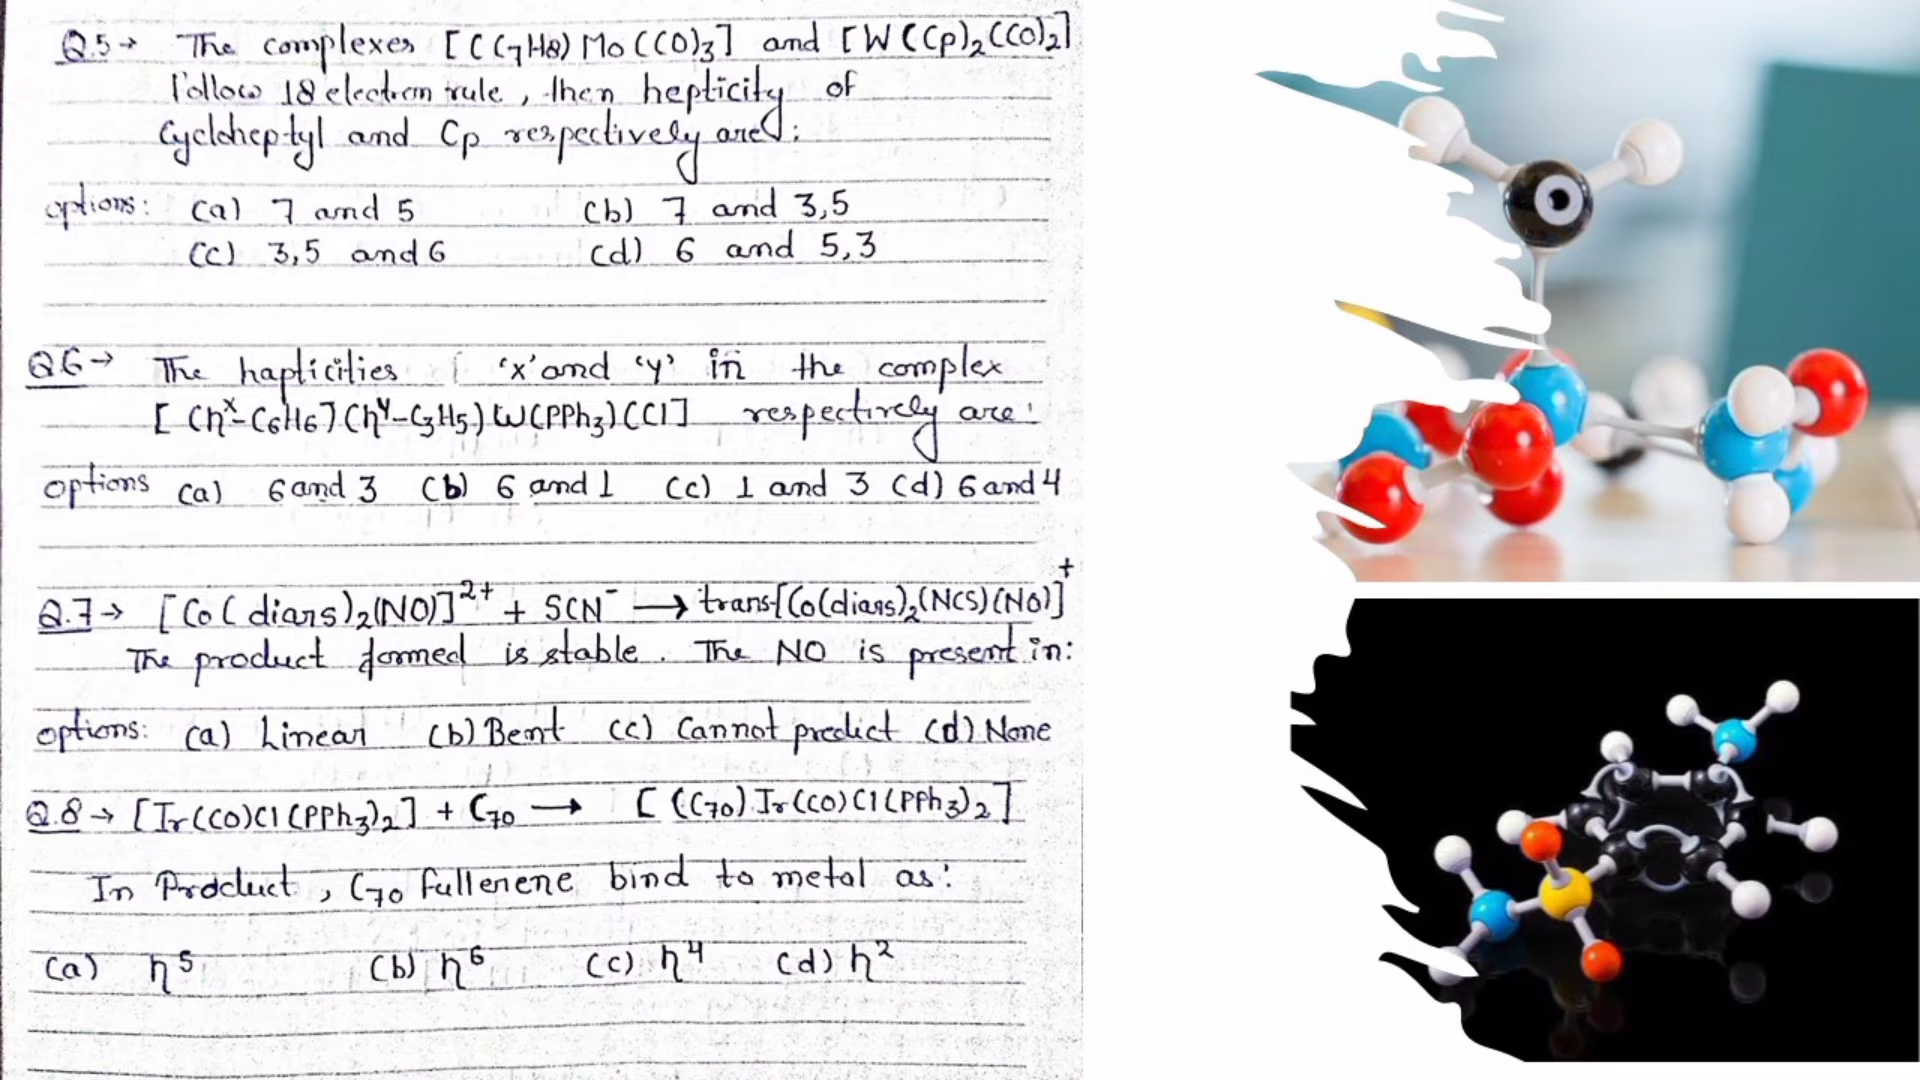 Q.5→ The complexes [(C7H8)Mo(CO)3] and [W(Cp)2(CO)2]
follow 18 electron rule, then hepticity of
Cycloheptyl and Cp respectively are:
options: (a) 7 and 5 (b) 7 and 3,5
(c) 3,5 and 6 (d) 6 and 5,3
Q6→ The hapticities 'x' and 'y' in the complex
[(hˣ-C6H6)(hʸ-C3H5)W(PPh3)(Cl] respectively are:
options (a) 6 and 3 (b) 6 and 1 (c) 1 and 3 (d) 6 and 4
Q.7→ [Co(diars)2(NO)]²⁺ + SCN⁻ → trans-[Co(diars)2(NCS)(NO)]⁺
The product formed is stable. The NO is present in:
options: (a) Linear (b) Bent (c) Cannot predict (d) None
Q.8→ [Ir(CO)Cl(PPh3)2] + C70 → [(C70)Ir(CO)Cl(PPh3)2]
In Product, C70 fullerene bind to metal as:
(a) η⁵ (b) η⁶ (c) η⁴ (d) η²